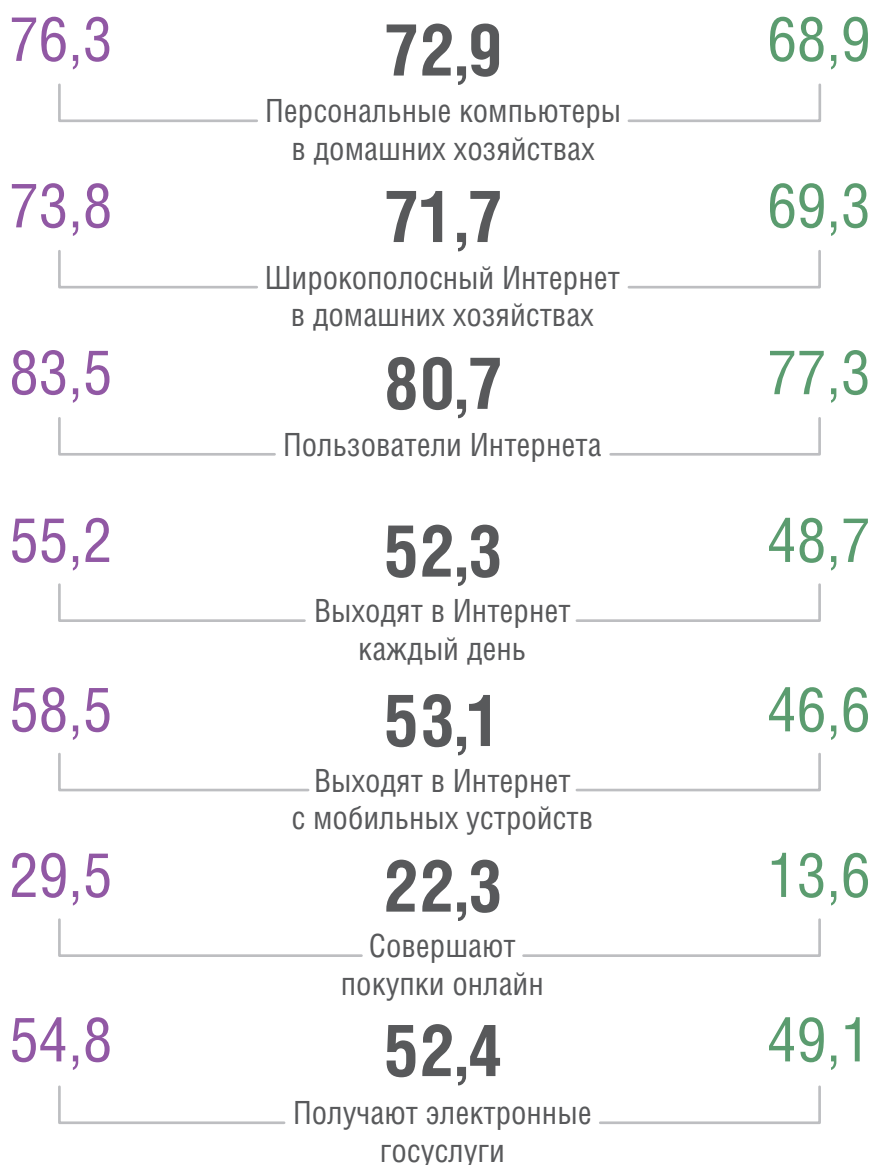 76,3 72,9 68,9
Персональные компьютеры
в домашних хозяйствах
73,8 71,7 69,3
Широкополосный Интернет
в домашних хозяйствах
83,5 80,7 77,3
Пользователи Интернета
55,2 52,3 48,7
Выходят в Интернет
каждый день
58,5 53,1 46,6
Выходят в Интернет
с мобильных устройств
29,5 22,3 13,6
Совершают
покупки онлайн
54,8 52,4 49,1
Получают электронные
госуслуги